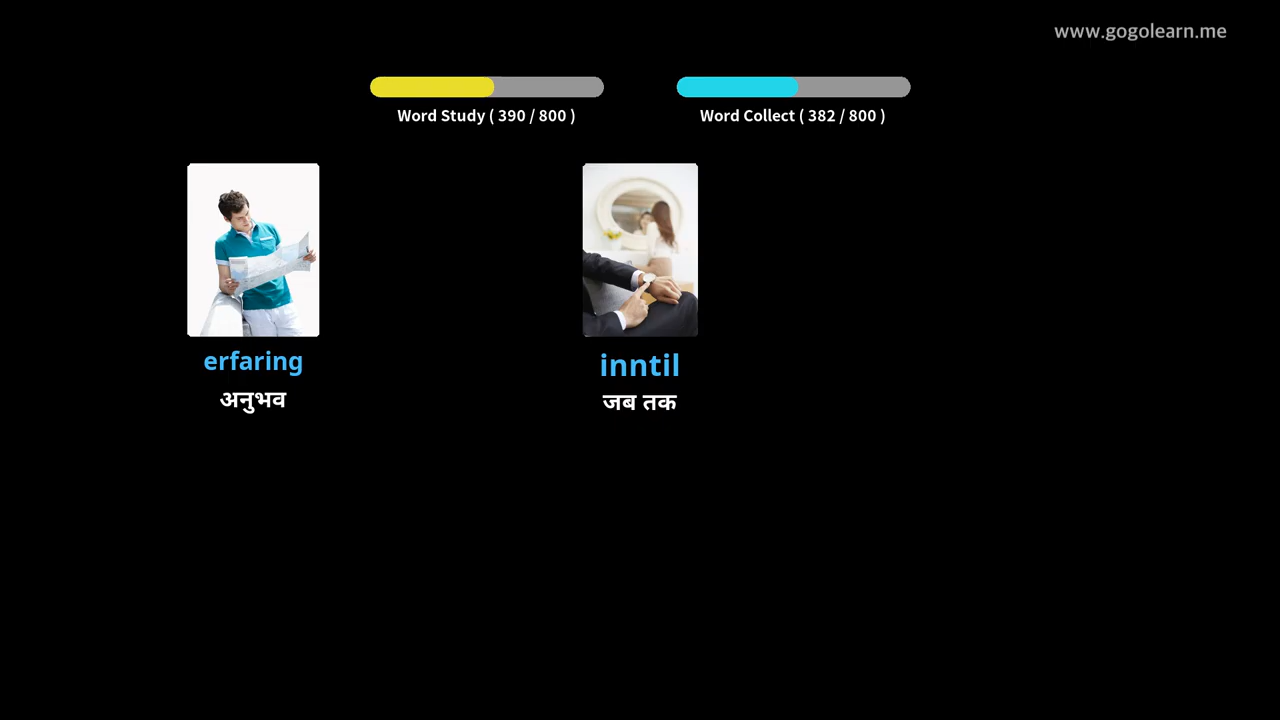 www.gogolearn.me
Word Study ( 390 / 800 )
Word Collect ( 382 / 800 )
erfaring
अनुभव
inntil
जब तक